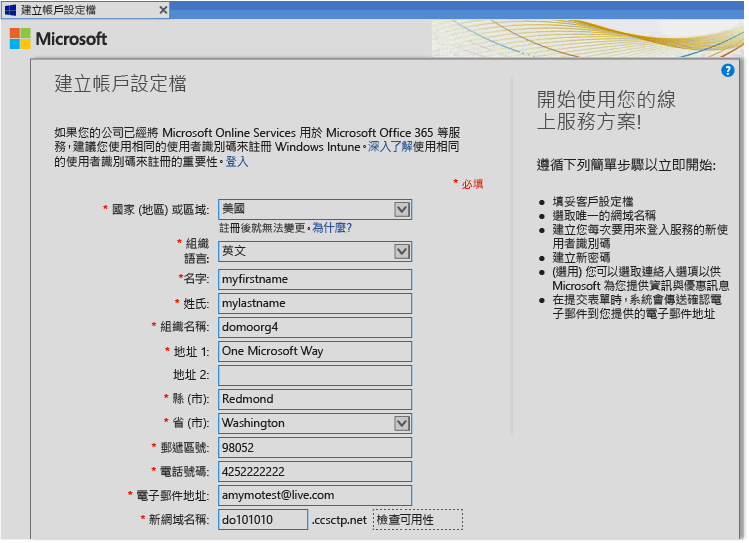 建立帳戶設定檔
Microsoft
建立帳戶設定檔
如果您的公司已經將 Microsoft Online Services 用於 Microsoft Office 365 等服
務，建議您使用相同的使用者識別碼來註冊 Windows Intune。深入了解使用相同
的使用者識別碼來註冊的重要性。登入
* 必填
* 國家 (地區) 或區域: 美國
註冊後就無法變更。為什麼?
* 組織
語言: 英文
*名字: myfirstname
* 姓氏: mylastname
* 組織名稱: domoorg4
* 地址 1: One Microsoft Way
地址 2:
* 縣 (市): Redmond
* 省 (市): Washington
* 郵遞區號: 98052
* 電話號碼: 4252222222
* 電子郵件地址: amymotest@live.com
* 新網域名稱: do101010 .ccsctp.net 檢查可用性
?
開始使用您的線
上服務方案!
遵循下列簡單步驟以立即開始:
● 填妥客戶設定檔
● 選取唯一的網域名稱
● 建立您每次要用來登入服務的新使
用者識別碼
● 建立新密碼
● (選用) 您可以選取連絡人選項以供
Microsoft 為您提供資訊與優惠訊息
● 在提交表單時，系統會傳送確認電
子郵件到您提供的電子郵件地址